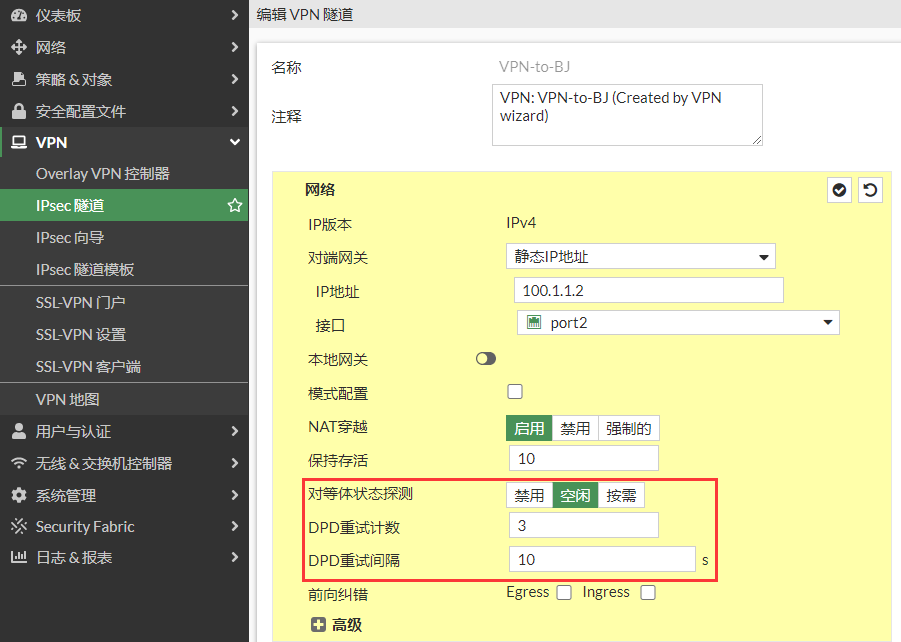 仪表板
网络
策略 & 对象
安全配置文件
VPN
Overlay VPN 控制器
IPsec 隧道
IPsec 向导
IPsec 隧道模板
SSL-VPN 门户
SSL-VPN 设置
SSL-VPN 客户端
VPN 地图
用户与认证
无线 & 交换机控制器
系统管理
Security Fabric
日志 & 报表
编辑 VPN 隧道
名称 VPN-to-BJ
注释 VPN: VPN-to-BJ (Created by VPN
wizard)
网络
IP版本 IPv4
对端网关 静态IP地址
IP地址 100.1.1.2
接口 port2
本地网关
模式配置
NAT穿越 启用 禁用 强制的
保持存活 10
对等体状态探测 禁用 空闲 按需
DPD重试计数 3
DPD重试间隔 10 s
前向纠错 Egress Ingress
高级